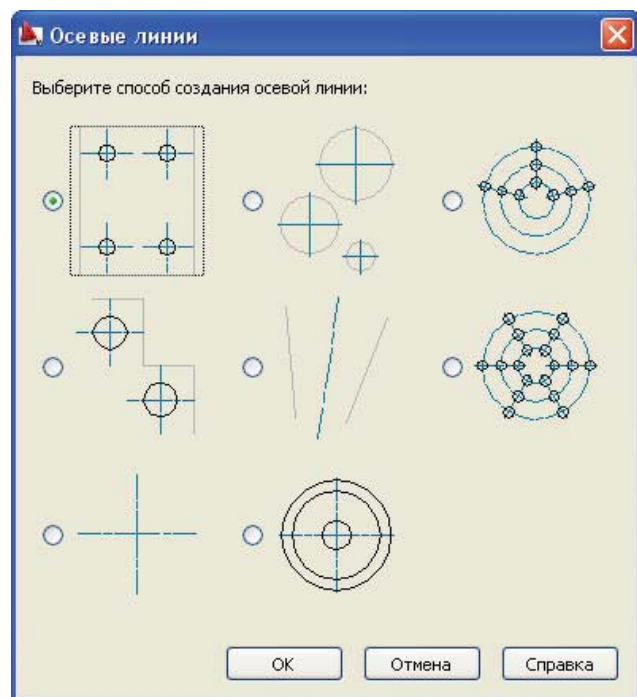 Осевые линии
Выберите способ создания осевой линии:
OK
Отмена
Справка